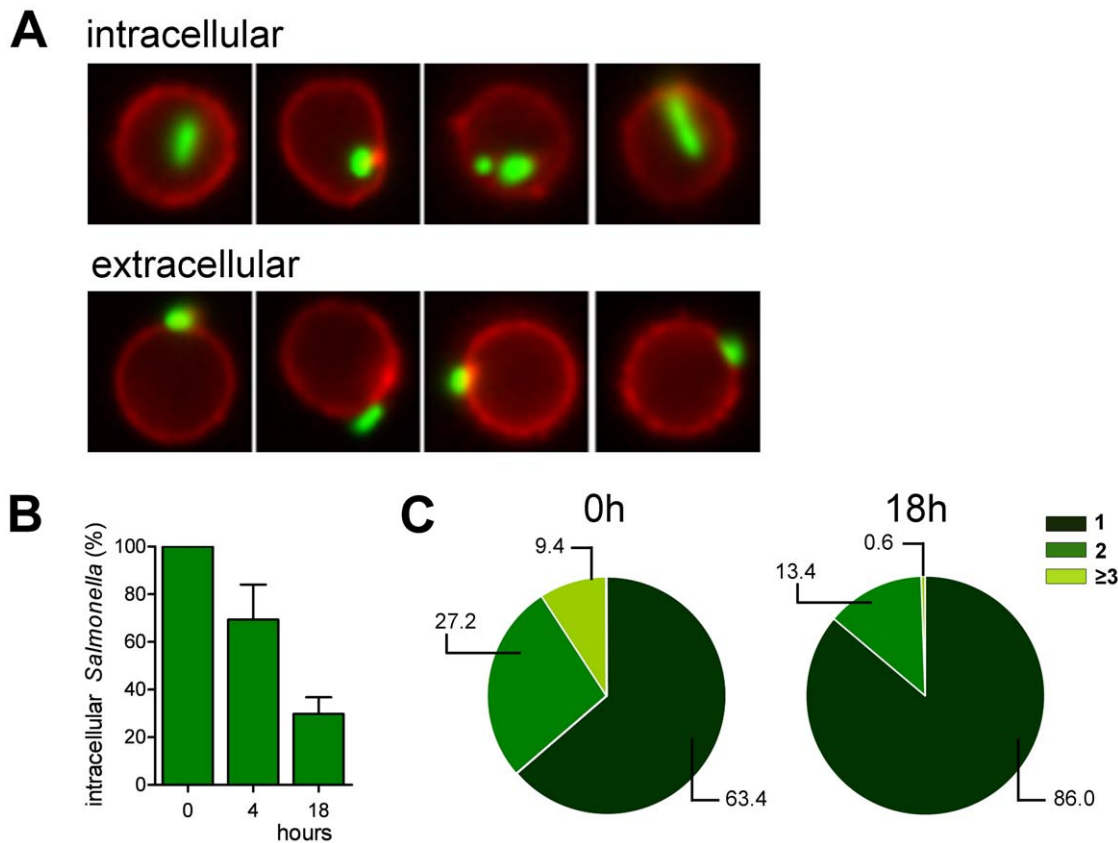 A
intracellular
extracellular
B
intracellular Salmonella (%)
100
80
60
40
20
0
0 4 18
hours
C
0h
9.4
27.2
63.4
18h
0.6
13.4
86.0
1
2
≥3